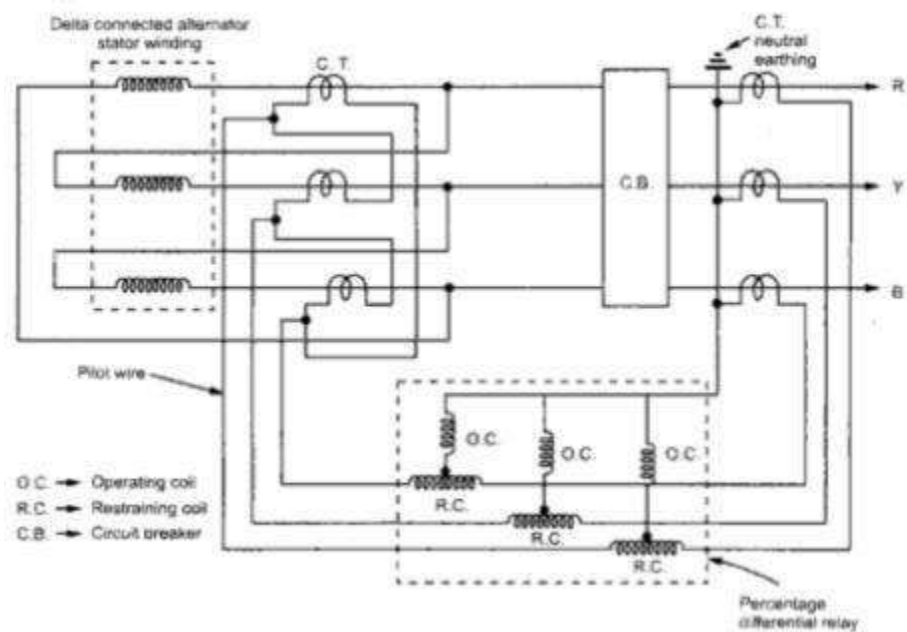 Delta connected alternator
stator winding
C. T.
C.T.
neutral
earthing
R
C.B.
Y
B
Pilot wire
O.C.
O.C.
O.C.
R.C.
R.C.
R.C.
O.C. → Operating coil
R.C. → Restraining coil
C.B. → Circuit breaker
Percentage
differential relay